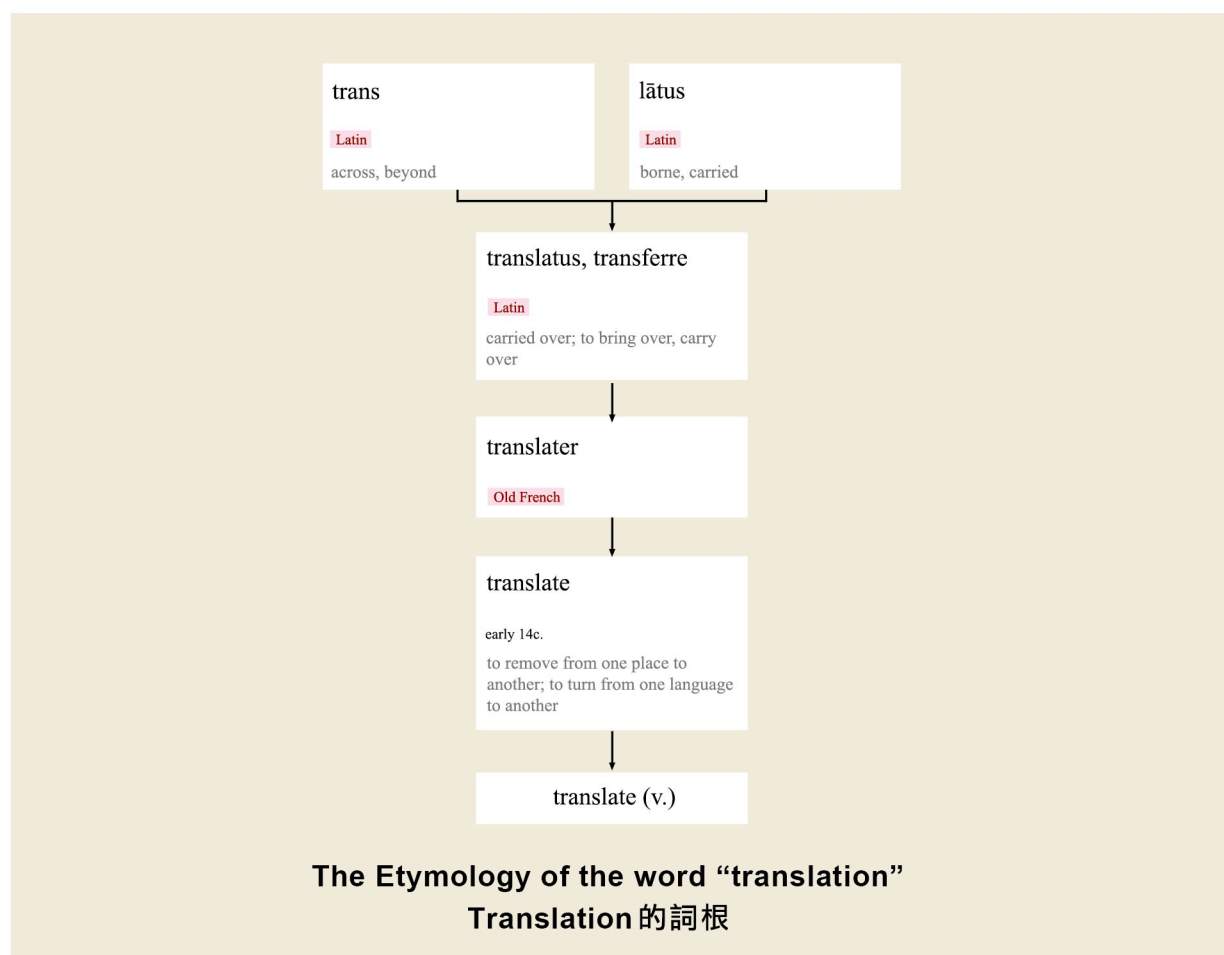 trans
Latin
across, beyond
lātus
Latin
borne, carried
translatus, transferre
Latin
carried over; to bring over, carry
over
translater
Old French
translate
early 14c.
to remove from one place to
another; to turn from one language
to another
translate (v.)
The Etymology of the word “translation”
Translation的詞根